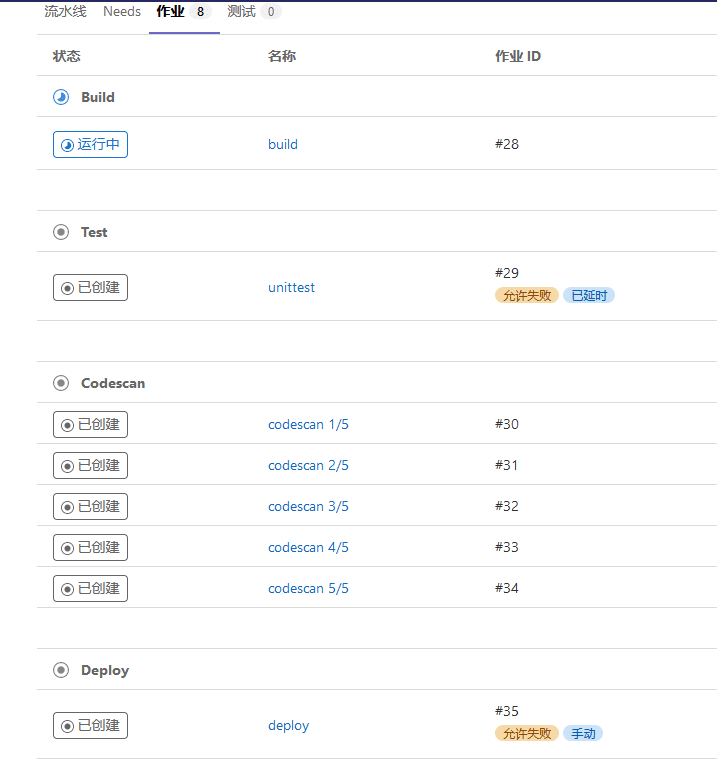 流水线 Needs 作业 8 测试 0
状态 名称 作业 ID
Build
运行中 build #28
Test
已创建 unittest #29
允许失败 已延时
Codescan
已创建 codescan 1/5 #30
已创建 codescan 2/5 #31
已创建 codescan 3/5 #32
已创建 codescan 4/5 #33
已创建 codescan 5/5 #34
Deploy
已创建 deploy #35
允许失败 手动